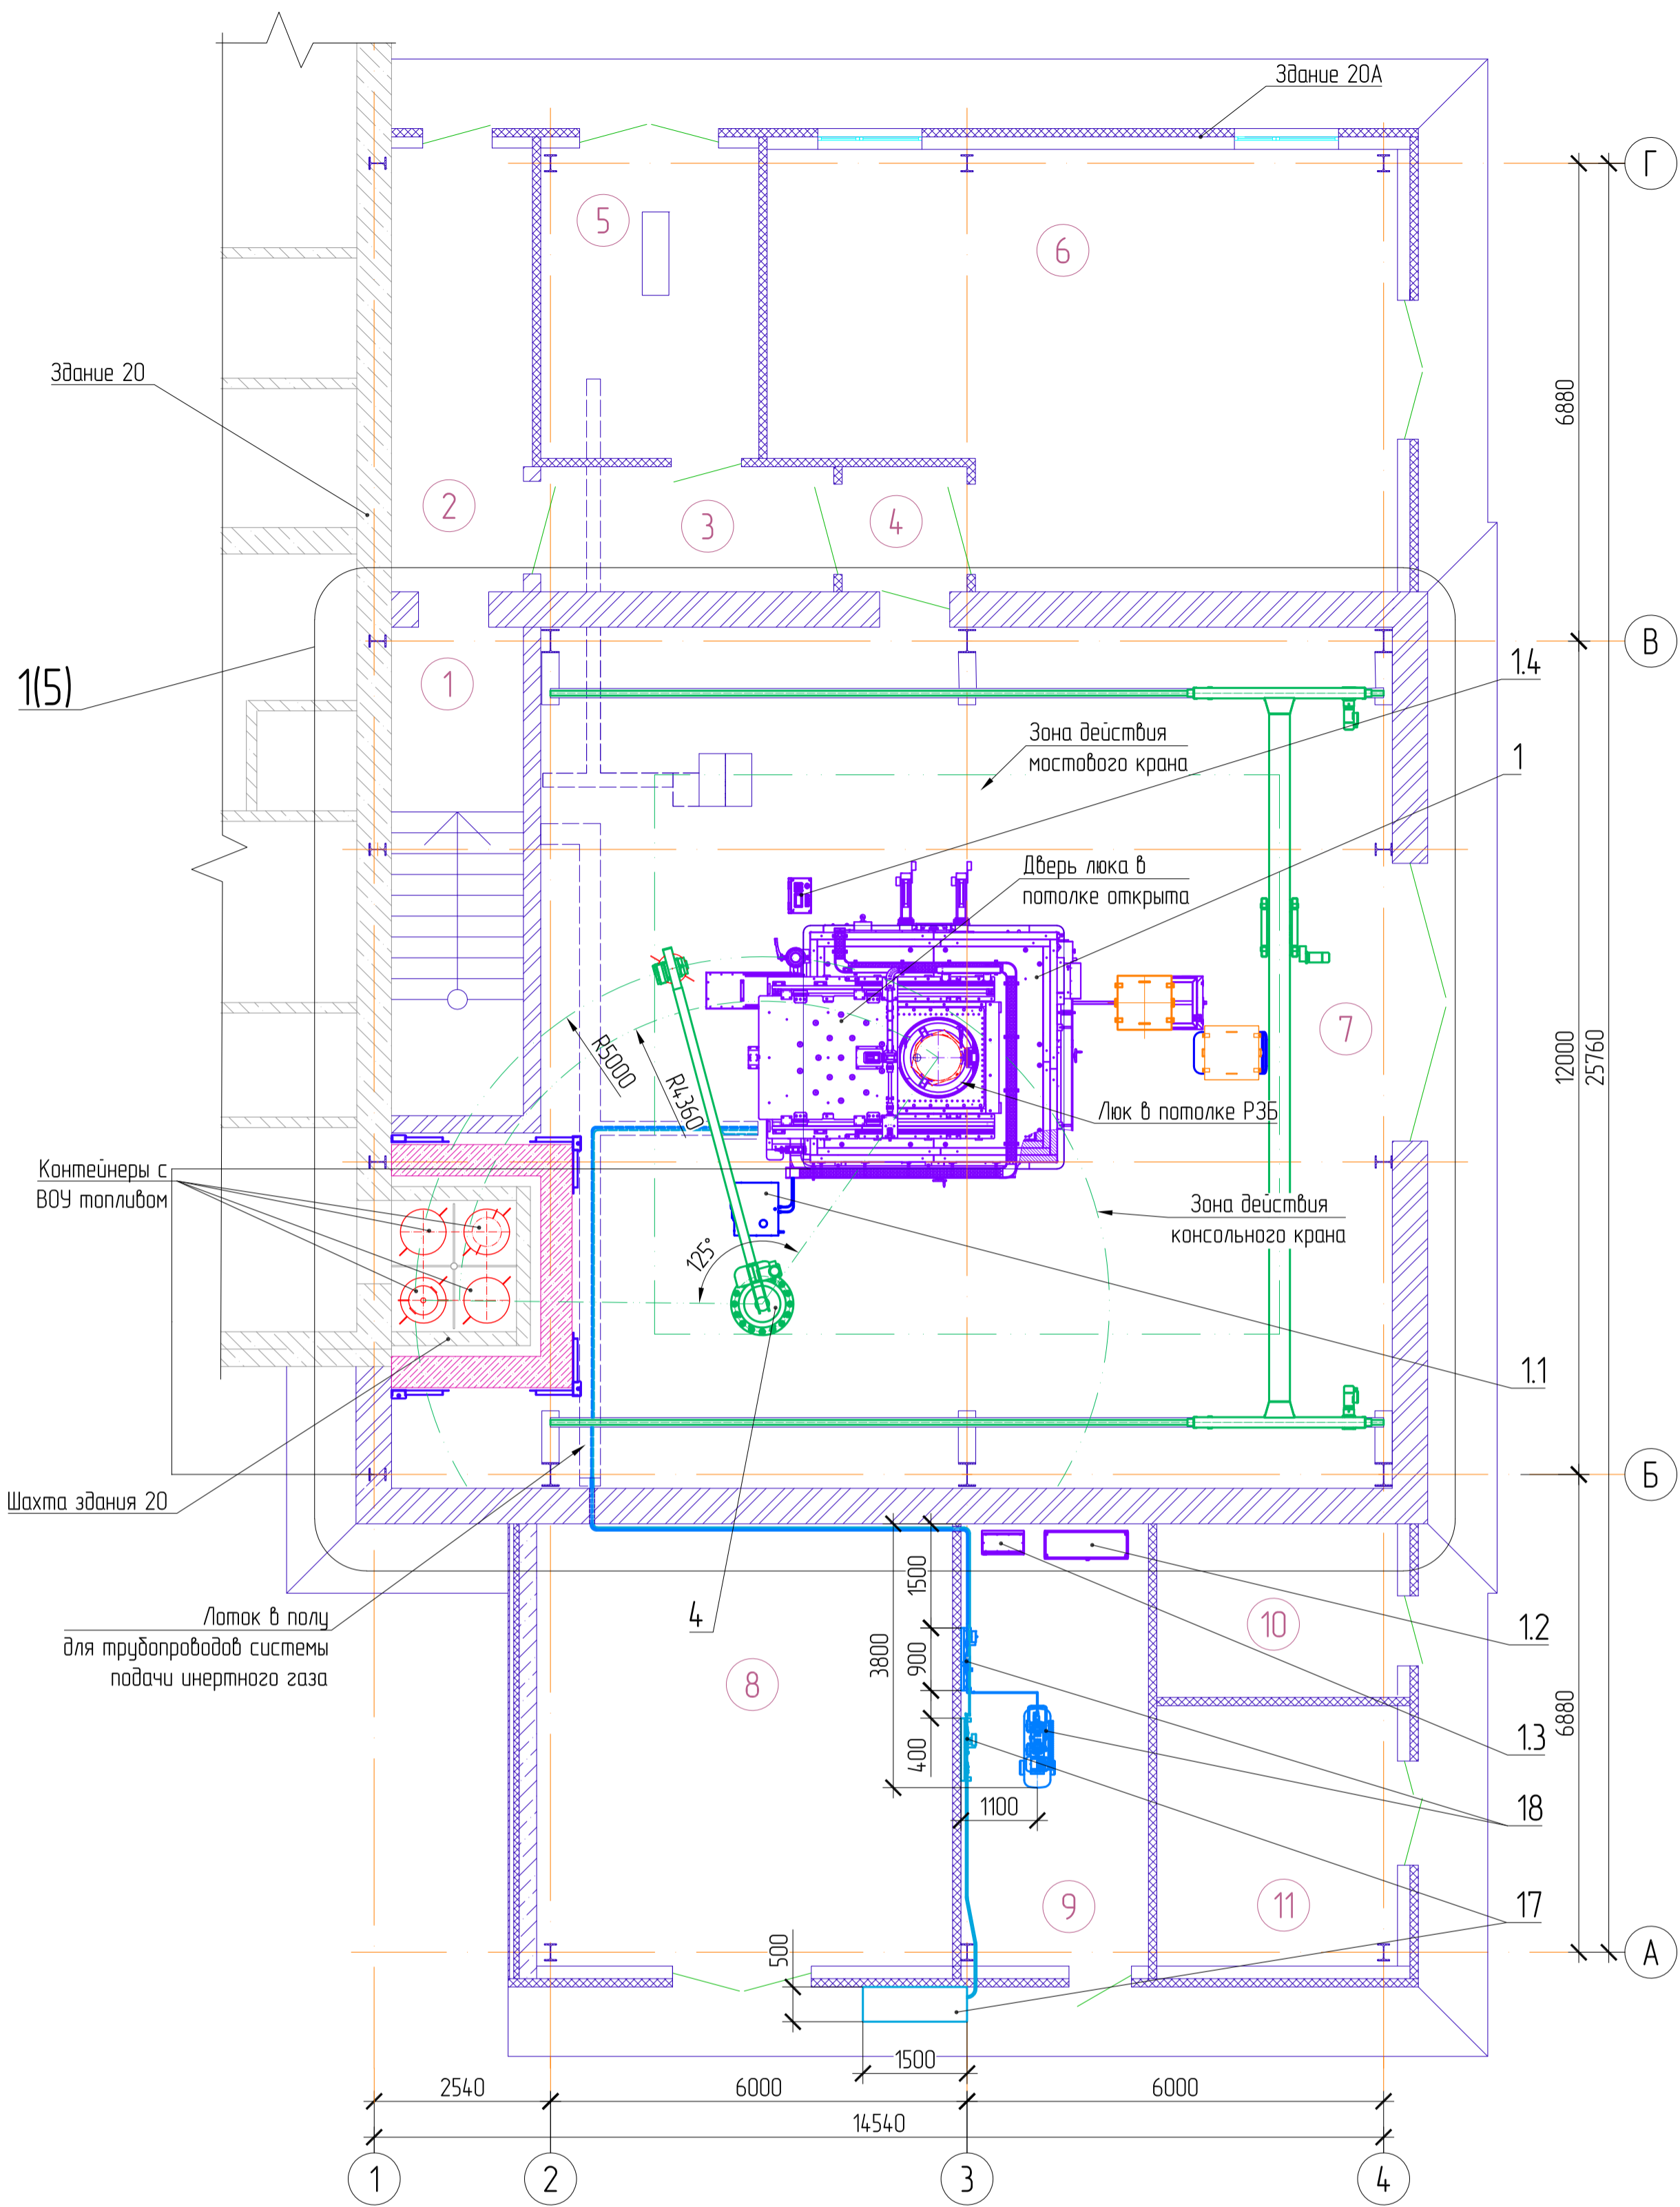 Здание 20А
Г
5
6
6880
Здание 20
2
3
4
В
1(5)
1
1.4
Зона действия
мостового крана
1
Дверь люка в
потолке открыта
7
12000
25760
R5000
R4360
Люк в потолке РЗБ
Контейнеры с
ВОУ топливом
Зона действия
консольного крана
125°
1.1
Шахта здания 20
Б
1500
Лоток в полу
для трубопроводов системы
подачи инертного газа
4
10
1.2
900
3800
8
6880
1.3
400
1100
18
9
11
17
500
А
1500
2540
6000
6000
14540
1
2
3
4